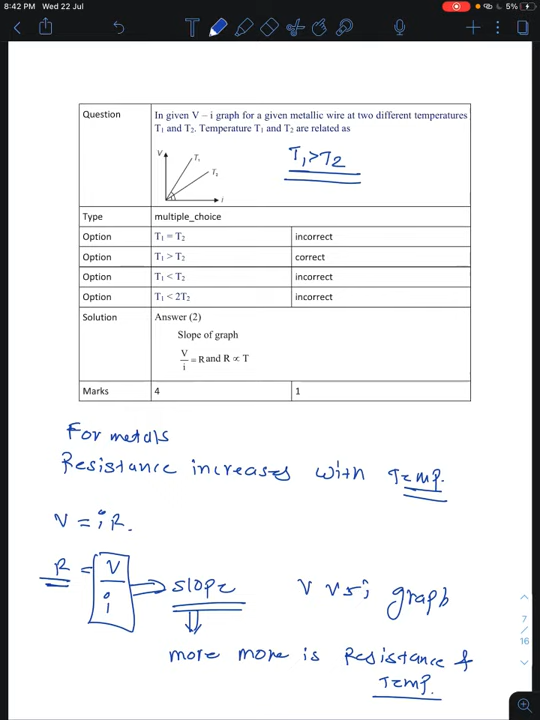 8:42 PM Wed 22 Jul
5%
Question
In given V – i graph for a given metallic wire at two different temperatures
T₁ and T₂. Temperature T₁ and T₂ are related as
V
T₁
T₂
i
T₁>T₂
Type
multiple_choice
Option
T₁ = T₂
incorrect
Option
T₁ > T₂
correct
Option
T₁ < T₂
incorrect
Option
T₁ < 2T₂
incorrect
Solution
Answer (2)
Slope of graph
V/i = R and R ∝ T
Marks
4
1
For metals
Resistance increases with Temp.
V = iR.
R = V/i → slope
V vs i graph
more more is Resistance &
Temp.
7
/
16